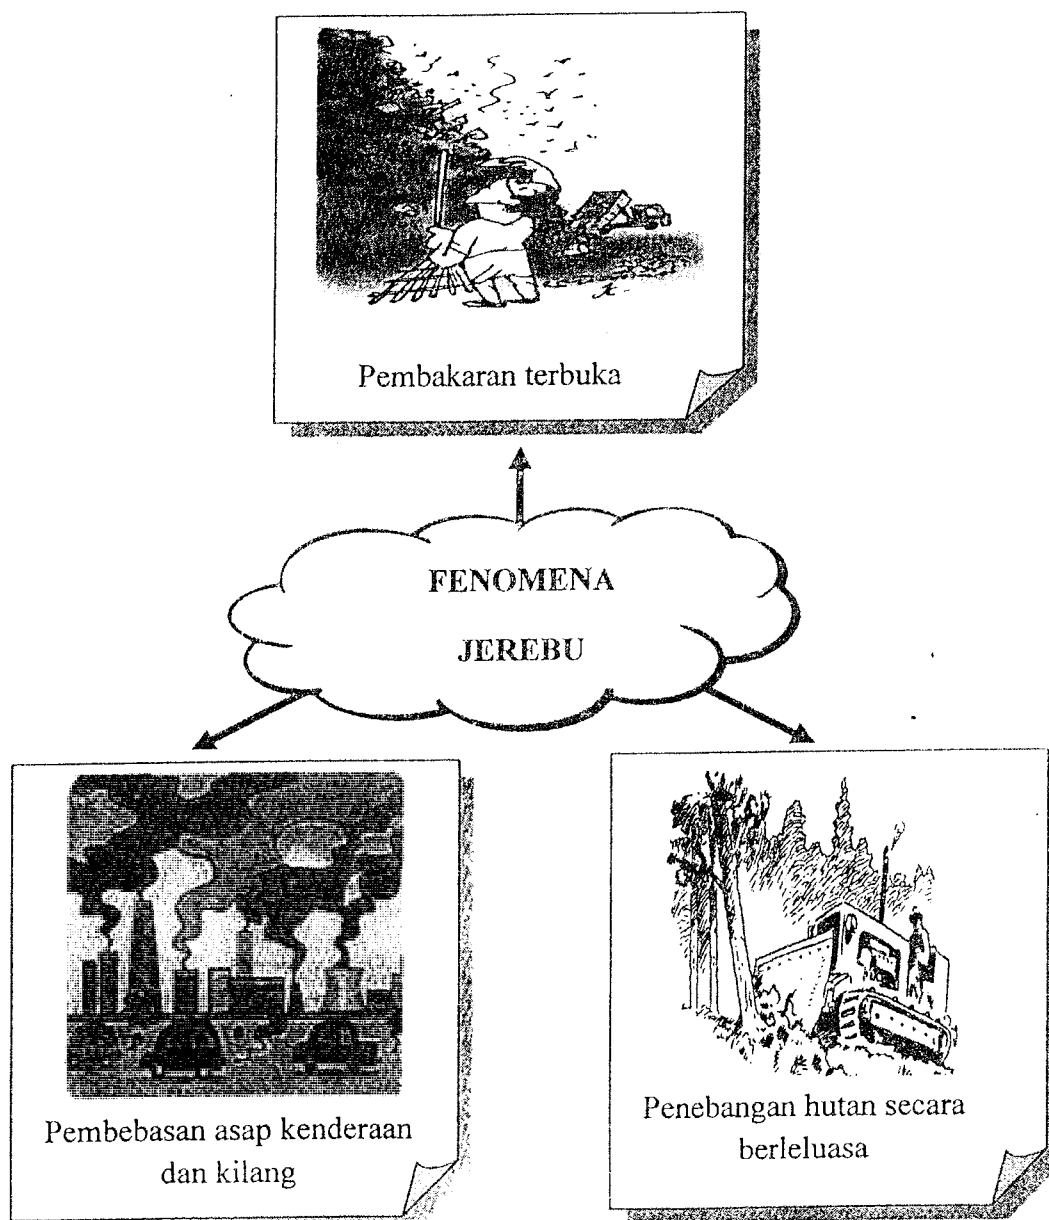 Pembakaran terbuka
FENOMENA
JEREBU
Pembebasan asap kenderaan
dan kilang
Penebangan hutan secara
berleluasa